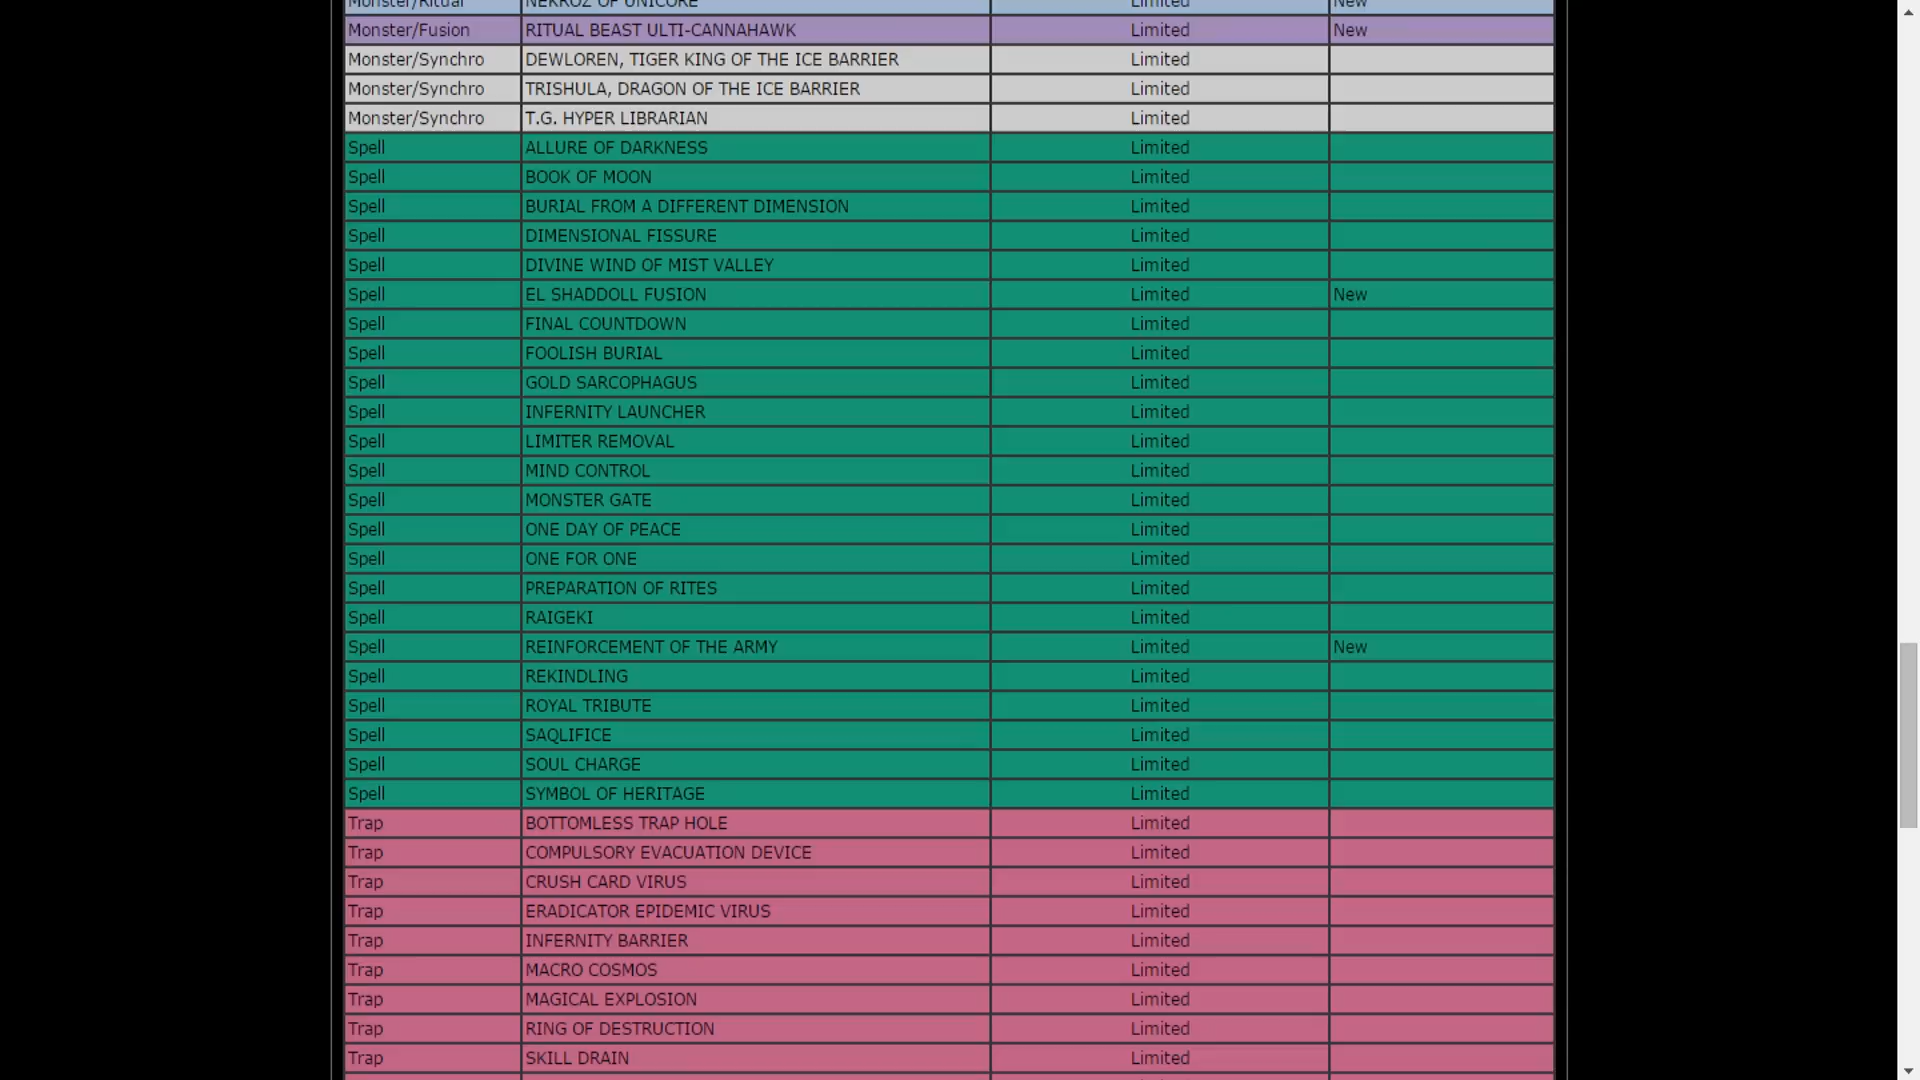 Monster/Ritual NEKROZ OF UNICORE Limited New
Monster/Fusion RITUAL BEAST ULTI-CANNAHAWK Limited New
Monster/Synchro DEWLOREN, TIGER KING OF THE ICE BARRIER Limited
Monster/Synchro TRISHULA, DRAGON OF THE ICE BARRIER Limited
Monster/Synchro T.G. HYPER LIBRARIAN Limited
Spell ALLURE OF DARKNESS Limited
Spell BOOK OF MOON Limited
Spell BURIAL FROM A DIFFERENT DIMENSION Limited
Spell DIMENSIONAL FISSURE Limited
Spell DIVINE WIND OF MIST VALLEY Limited
Spell EL SHADDOLL FUSION Limited New
Spell FINAL COUNTDOWN Limited
Spell FOOLISH BURIAL Limited
Spell GOLD SARCOPHAGUS Limited
Spell INFERNITY LAUNCHER Limited
Spell LIMITER REMOVAL Limited
Spell MIND CONTROL Limited
Spell MONSTER GATE Limited
Spell ONE DAY OF PEACE Limited
Spell ONE FOR ONE Limited
Spell PREPARATION OF RITES Limited
Spell RAIGEKI Limited
Spell REINFORCEMENT OF THE ARMY Limited New
Spell REKINDLING Limited
Spell ROYAL TRIBUTE Limited
Spell SAQLIFICE Limited
Spell SOUL CHARGE Limited
Spell SYMBOL OF HERITAGE Limited
Trap BOTTOMLESS TRAP HOLE Limited
Trap COMPULSORY EVACUATION DEVICE Limited
Trap CRUSH CARD VIRUS Limited
Trap ERADICATOR EPIDEMIC VIRUS Limited
Trap INFERNITY BARRIER Limited
Trap MACRO COSMOS Limited
Trap MAGICAL EXPLOSION Limited
Trap RING OF DESTRUCTION Limited
Trap SKILL DRAIN Limited